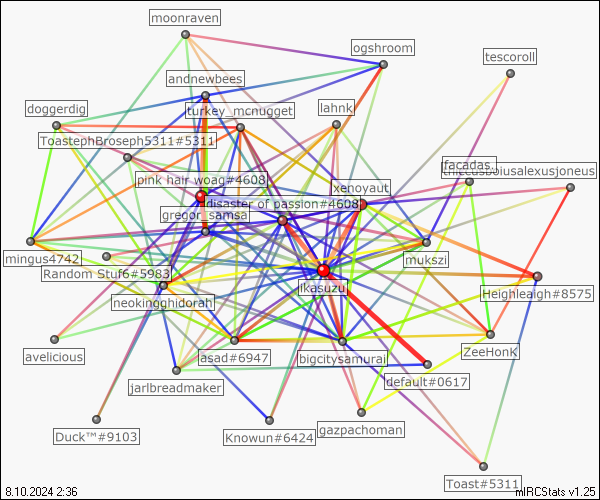 moonraven
ogshroom
tescoroll
andnewbees
doggerdig
turkey_mcnugget
lahnk
ToastephBroseph5311#5311
facadas.
pink hair woag#4608
xenoyaut
disaster of passion#4608
gregor_samsa
mingus4742
mukszi
Random Stuf6#5983
ikasuzu
Heighleaigh#8575
neokingghidorah
avelicious
asad#6947
bigcitysamurai
ZeeHonK
jarlbreadmaker
default#0617
Duck™#9103
Knowun#6424
gazpachoman
Toast#5311
8.10.2024 2:36
mIRCStats v1.25